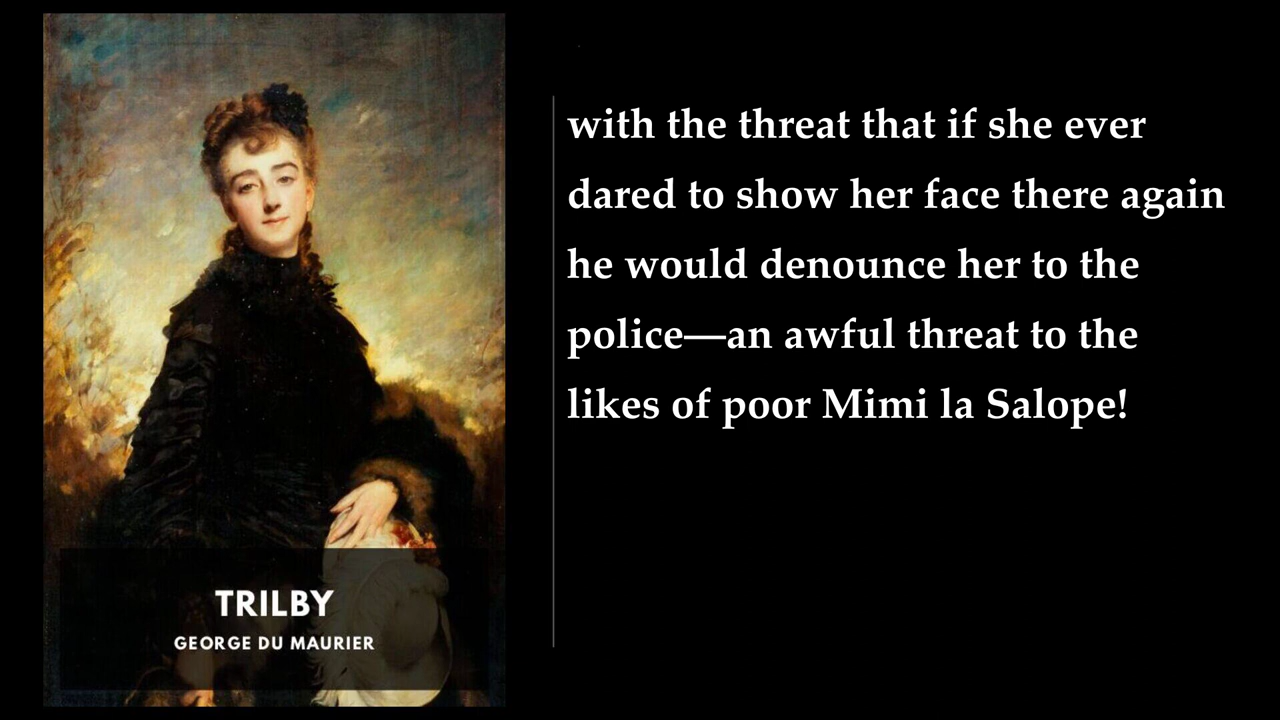 with the threat that if she ever
dared to show her face there again
he would denounce her to the
police—an awful threat to the
likes of poor Mimi la Salope!
TRILBY
GEORGE DU MAURIER